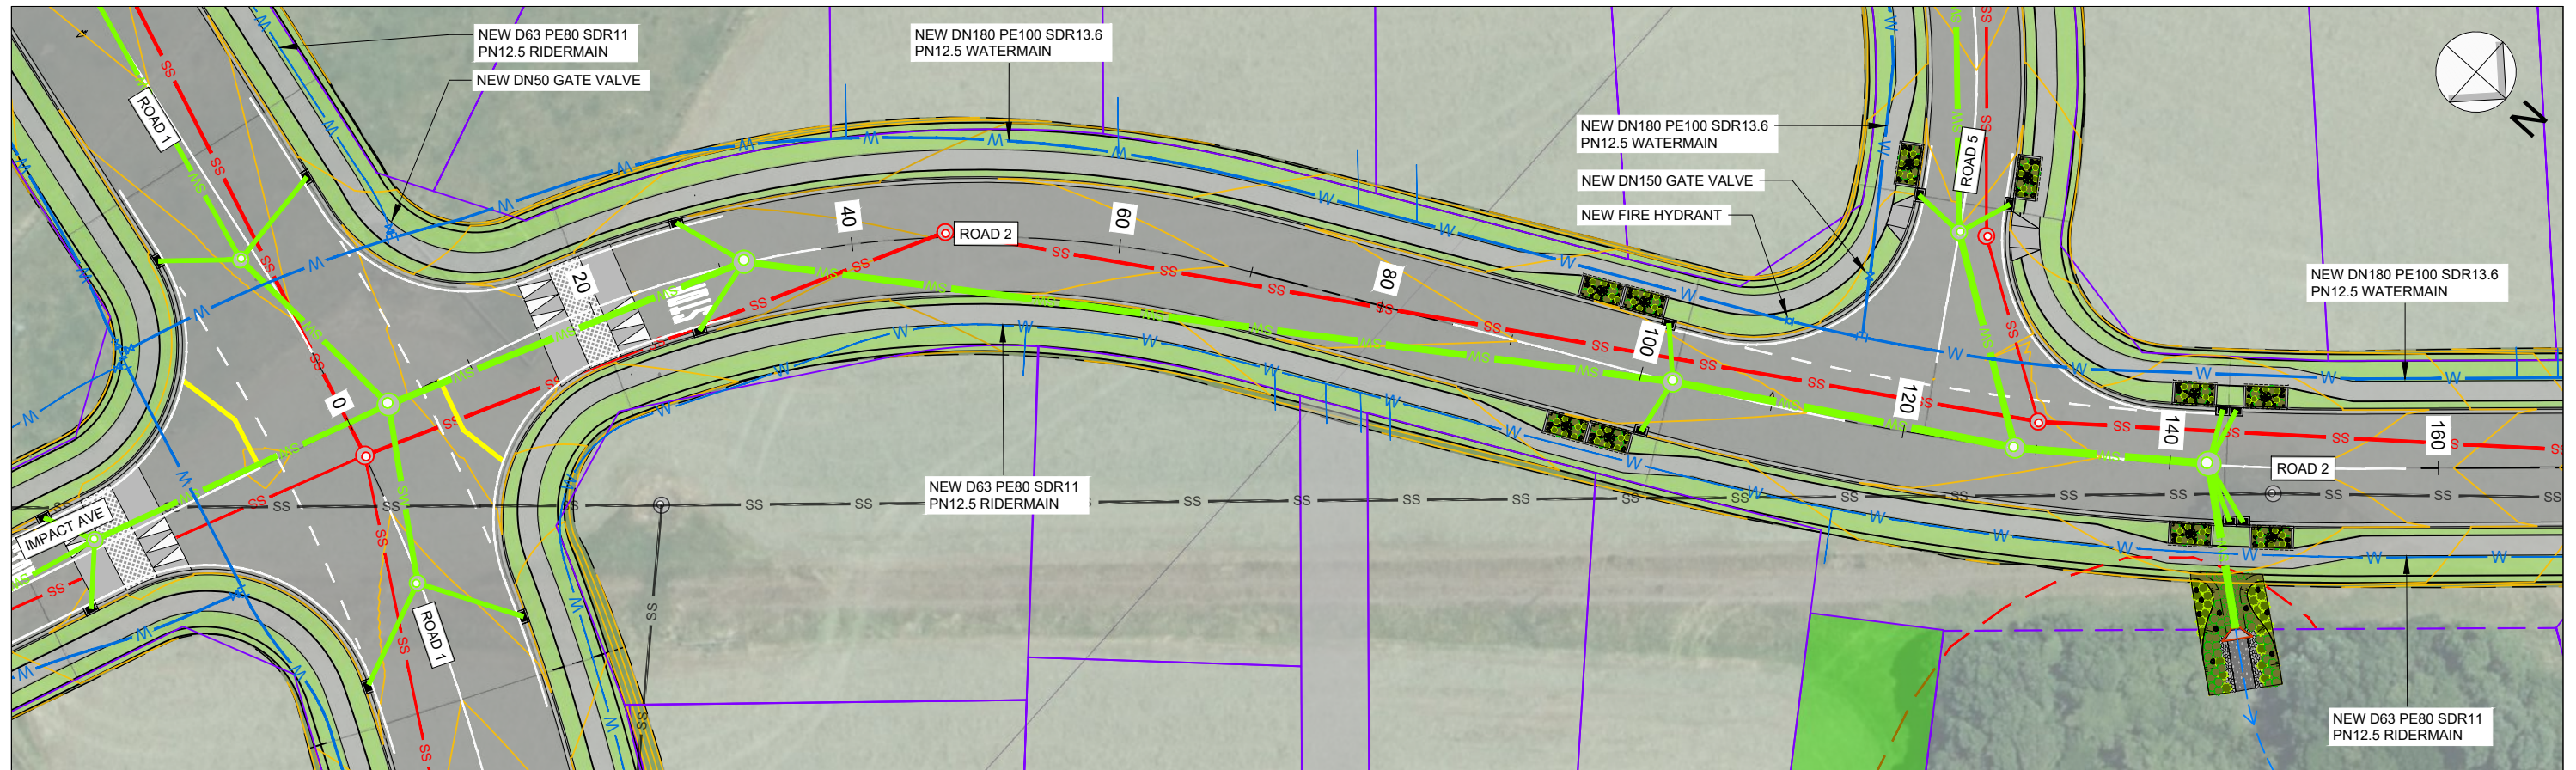 NEW D63 PE80 SDR11
PN12.5 RIDERMAIN
NEW DN50 GATE VALVE
NEW DN180 PE100 SDR13.6
PN12.5 WATERMAIN
NEW DN180 PE100 SDR13.6
PN12.5 WATERMAIN
NEW DN150 GATE VALVE
NEW FIRE HYDRANT
NEW DN180 PE100 SDR13.6
PN12.5 WATERMAIN
N
ROAD 1
ROAD 2
ROAD 5
0
20
40
60
80
100
120
140
160
STOP
ROAD 2
IMPACT AVE
ROAD 1
NEW D63 PE80 SDR11
PN12.5 RIDERMAIN
NEW D63 PE80 SDR11
PN12.5 RIDERMAIN
SS
SW
W